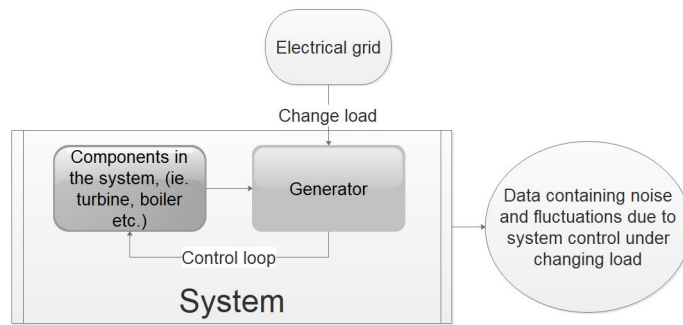 Electrical grid
Change load
Components in
the system, (ie.
turbine, boiler
etc.)
Generator
Control loop
System
Data containing noise
and fluctuations due to
system control under
changing load